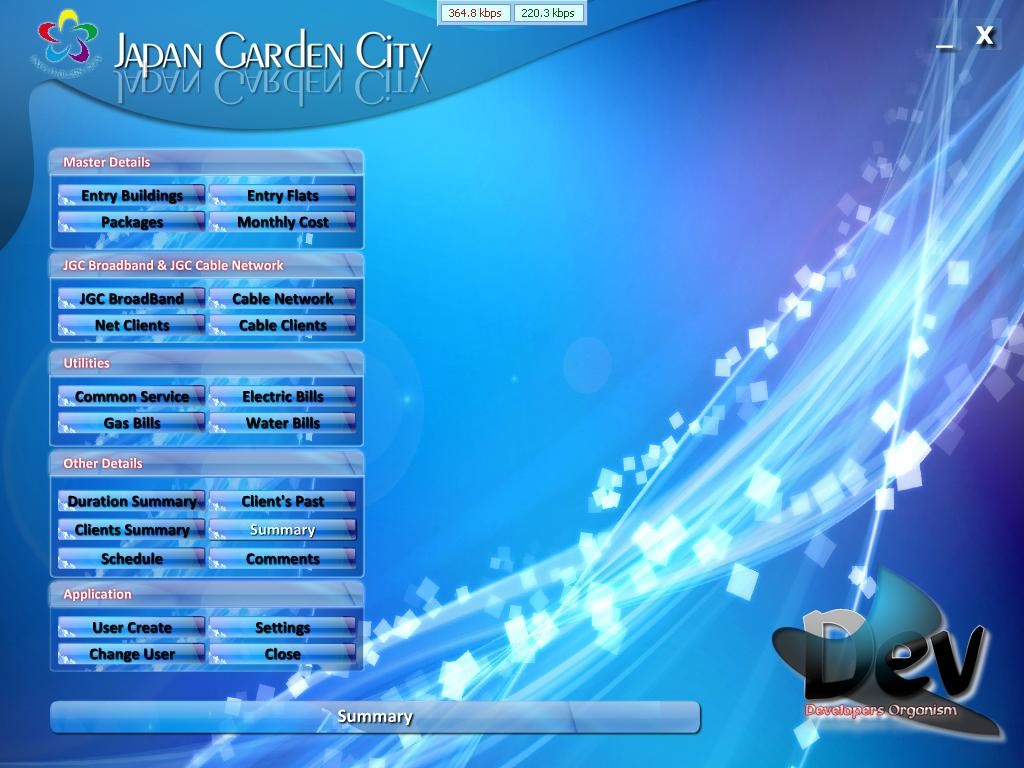 364.8 kbps 220.3 kbps
JAPAN GARDEN CITY
_ X
Master Details
Entry Buildings Entry Flats
Packages Monthly Cost
JGC Broadband & JGC Cable Network
JGC BroadBand Cable Network
Net Clients Cable Clients
Utilities
Common Service Electric Bills
Gas Bills Water Bills
Other Details
Duration Summary Client's Past
Clients Summary Summary
Schedule Comments
Application
User Create Settings
Change User Close
Summary
Dev
Developers Organism